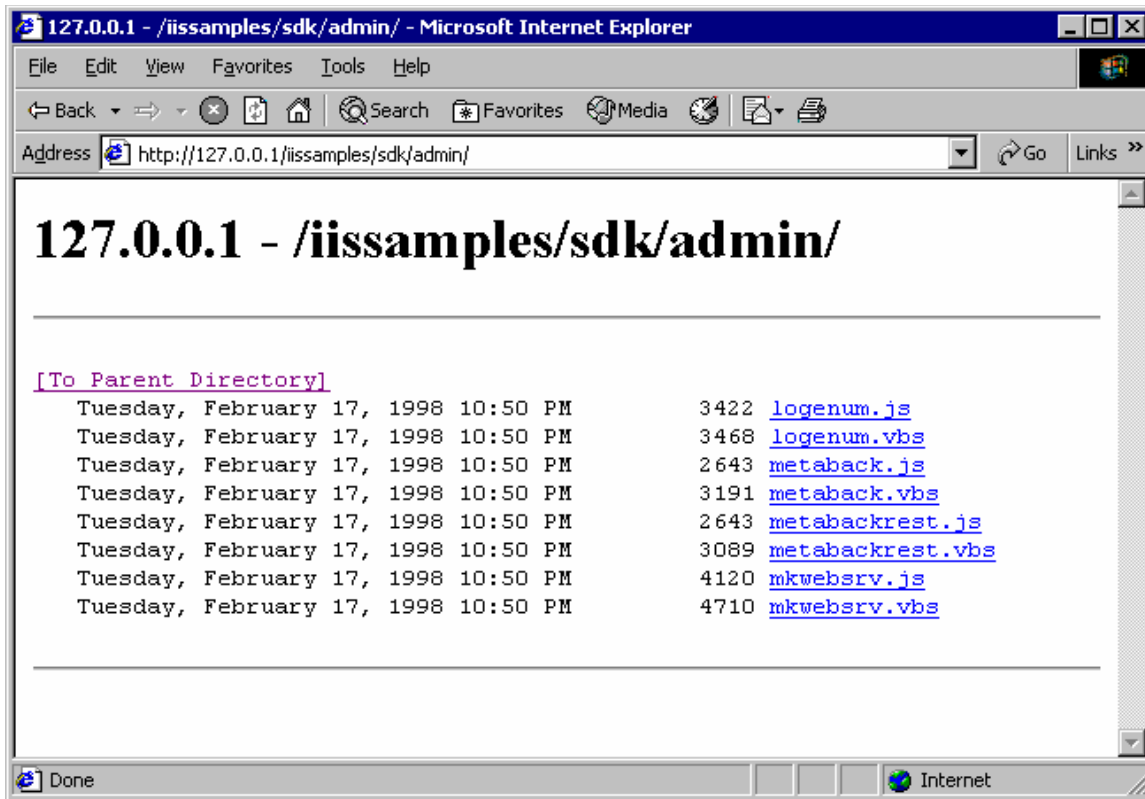 127.0.0.1 - /iissamples/sdk/admin/ - Microsoft Internet Explorer
File Edit View Favorites Tools Help
Back Search Favorites Media
Address http://127.0.0.1/iissamples/sdk/admin/ Go Links »
127.0.0.1 - /iissamples/sdk/admin/
[To Parent Directory]
Tuesday, February 17, 1998 10:50 PM 3422 logenum.js
Tuesday, February 17, 1998 10:50 PM 3468 logenum.vbs
Tuesday, February 17, 1998 10:50 PM 2643 metaback.js
Tuesday, February 17, 1998 10:50 PM 3191 metaback.vbs
Tuesday, February 17, 1998 10:50 PM 2643 metabackrest.js
Tuesday, February 17, 1998 10:50 PM 3089 metabackrest.vbs
Tuesday, February 17, 1998 10:50 PM 4120 mkwebsrv.js
Tuesday, February 17, 1998 10:50 PM 4710 mkwebsrv.vbs
Done Internet